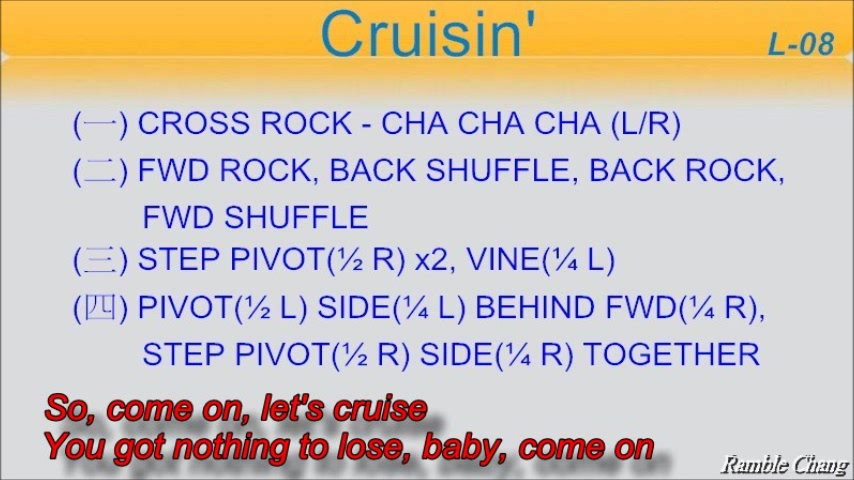 Cruisin'
L-08
(一) CROSS ROCK - CHA CHA CHA (L/R)
(二) FWD ROCK, BACK SHUFFLE, BACK ROCK,
FWD SHUFFLE
(三) STEP PIVOT(½ R) x2, VINE(¼ L)
(四) PIVOT(½ L) SIDE(¼ L) BEHIND FWD(¼ R),
STEP PIVOT(½ R) SIDE(¼ R) TOGETHER
So, come on, let's cruise
You got nothing to lose, baby, come on
Ramble Chang